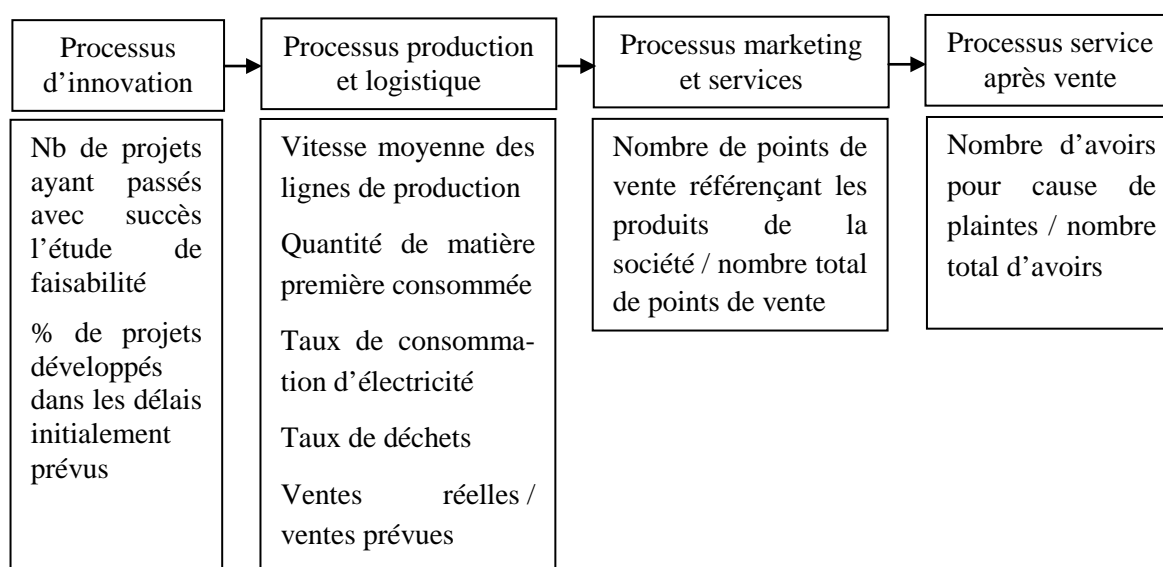 Processus
d’innovation
Processus production
et logistique
Processus marketing
et services
Processus service
après vente
Nb de projets
ayant passés
avec succès
l’étude de
faisabilité
% de projets
développés
dans les délais
initialement
prévus
Vitesse moyenne des
lignes de production
Quantité de matière
première consommée
Taux de consomma-
tion d’électricité
Taux de déchets
Ventes réelles /
ventes prévues
Nombre de points de
vente référençant les
produits de la
société / nombre total
de points de vente
Nombre d’avoirs
pour cause de
plaintes / nombre
total d’avoirs